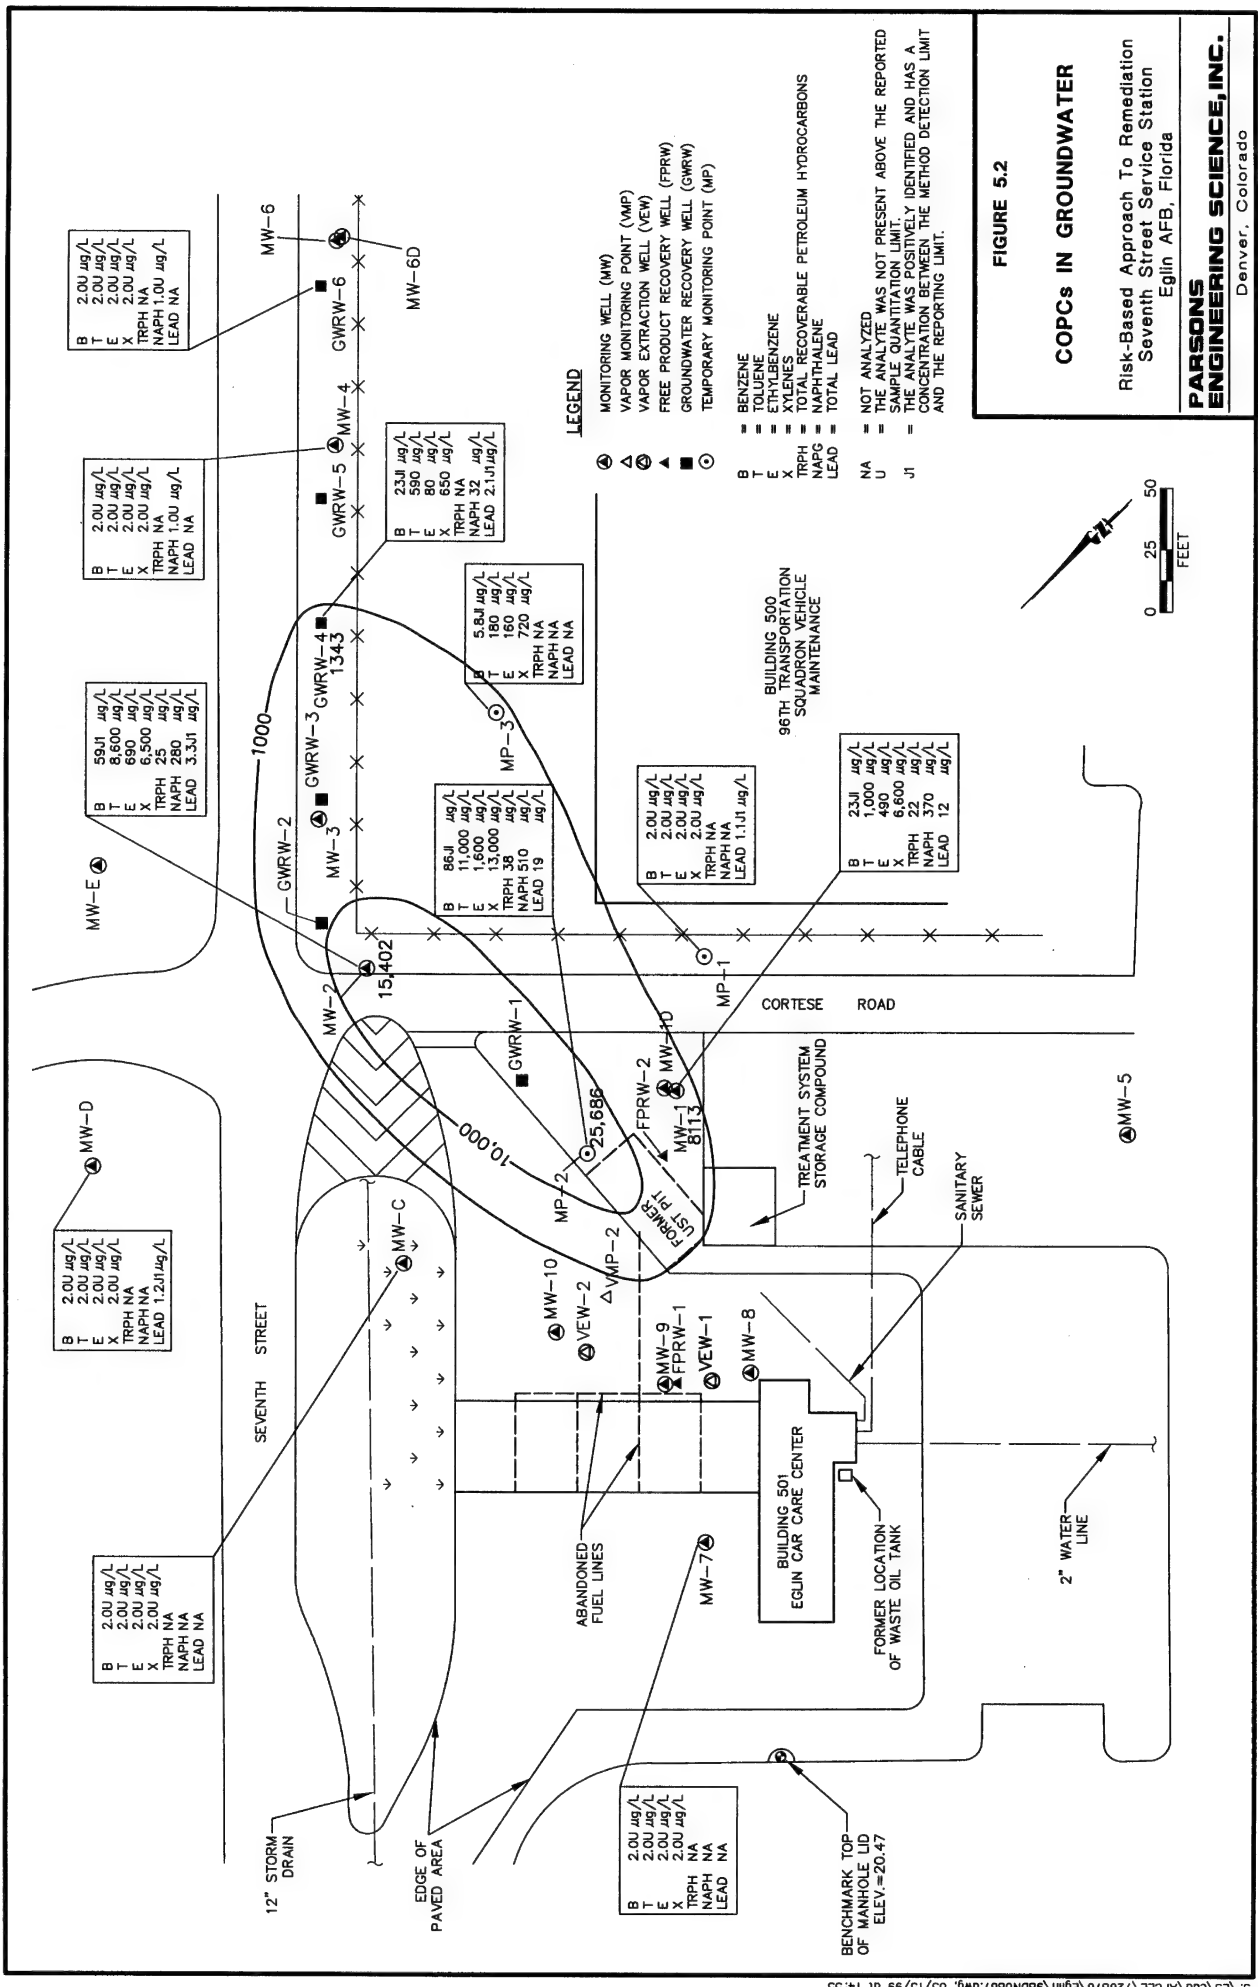 B 2.0U µg/L
T 2.0U µg/L
E 2.0U µg/L
X 2.0U µg/L
TRPH NA
NAPH NA
LEAD NA
B 2.0U µg/L
T 2.0U µg/L
E 2.0U µg/L
X 2.0U µg/L
TRPH NA
NAPH NA
LEAD 1.2J1µg/L
MW-D
MW-E
B 59J1 µg/L
T 8,600 µg/L
E 690 µg/L
X 6,500 µg/L
TRPH 25 µg/L
NAPH 280 µg/L
LEAD 3.3J1 µg/L
B 2.0U µg/L
T 2.0U µg/L
E 2.0U µg/L
X 2.0U µg/L
TRPH NA
NAPH 1.0U µg/L
LEAD NA
B 2.0U µg/L
T 2.0U µg/L
E 2.0U µg/L
X 2.0U µg/L
TRPH NA
NAPH 1.0U µg/L
LEAD NA
SEVENTH STREET
12" STORM
DRAIN
EDGE OF
PAVED AREA
MW-C
MW-2
15,402
GWRW-2
MW-3
GWRW-3
1000
GWRW-4
1343
GWRW-5
MW-4
GWRW-6
MW-6
MW-6D
B 23J1 µg/L
T 590 µg/L
E 80 µg/L
X 650 µg/L
TRPH NA
NAPH 32 µg/L
LEAD 2.1J1µg/L
B 5.8J1 µg/L
T 180 µg/L
E 160 µg/L
X 720 µg/L
TRPH NA
NAPH NA
LEAD NA
MP-3
B 86J1 µg/L
T 11,000 µg/L
E 1,600 µg/L
X 13,000 µg/L
TRPH 38 µg/L
NAPH 510 µg/L
LEAD 19 µg/L
10,000
GWRW-1
MP-2
25,686
MW-10
VEW-2
VMP-2
FORMER
UST PIT
FPRW-2
MW-1D
MW-1
8113
MW-9
FPRW-1
VEW-1
MW-8
MW-7
ABANDONED
FUEL LINES
B 2.0U µg/L
T 2.0U µg/L
E 2.0U µg/L
X 2.0U µg/L
TRPH NA
NAPH NA
LEAD NA
B 2.0U µg/L
T 2.0U µg/L
E 2.0U µg/L
X 2.0U µg/L
TRPH NA
NAPH NA
LEAD 1.1J1 µg/L
MP-1
B 23J1 µg/L
T 1,000 µg/L
E 490 µg/L
X 6,600 µg/L
TRPH 22 µg/L
NAPH 370 µg/L
LEAD 12 µg/L
CORTESE ROAD
BUILDING 500
96TH TRANSPORTATION
SQUADRON VEHICLE
MAINTENANCE
BUILDING 501
EGLIN CAR CARE CENTER
TREATMENT SYSTEM
STORAGE COMPOUND
TELEPHONE
CABLE
SANITARY
SEWER
MW-5
FORMER LOCATION
OF WASTE OIL TANK
2" WATER
LINE
BENCHMARK TOP
OF MANHOLE LID
ELEV.=20.47
LEGEND
MONITORING WELL (MW)
VAPOR MONITORING POINT (VMP)
VAPOR EXTRACTION WELL (VEW)
FREE PRODUCT RECOVERY WELL (FPRW)
GROUNDWATER RECOVERY WELL (GWRW)
TEMPORARY MONITORING POINT (MP)
B = BENZENE
T = TOLUENE
E = ETHYLBENZENE
X = XYLENES
TRPH = TOTAL RECOVERABLE PETROLEUM HYDROCARBONS
NAPG = NAPHTHALENE
LEAD = TOTAL LEAD
NA = NOT ANALYZED
U = THE ANALYTE WAS NOT PRESENT ABOVE THE REPORTED
SAMPLE QUANTITATION LIMIT.
J1 = THE ANALYTE WAS POSITIVELY IDENTIFIED AND HAS A
CONCENTRATION BETWEEN THE METHOD DETECTION LIMIT
AND THE REPORTING LIMIT.
N
0 25 50
FEET
FIGURE 5.2
COPCs IN GROUNDWATER
Risk-Based Approach To Remediation
Seventh Street Service Station
Eglin AFB, Florida
PARSONS
ENGINEERING SCIENCE, INC.
Denver, Colorado